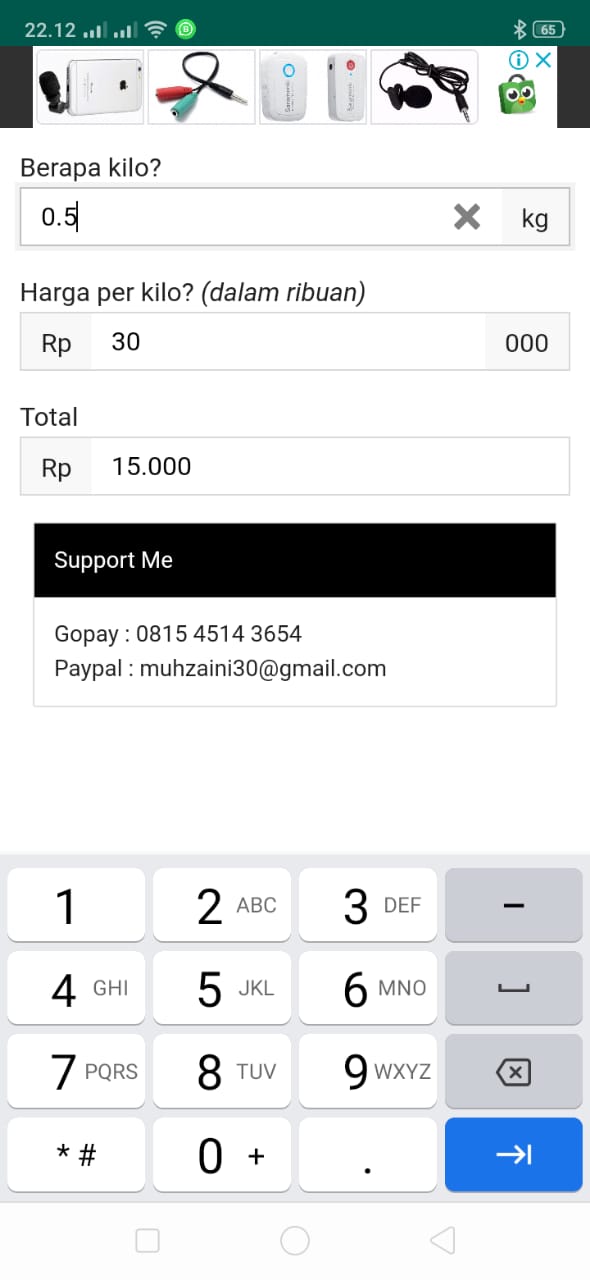 22.12
65
Berapa kilo?
0.5
kg
Harga per kilo? (dalam ribuan)
Rp 30 000
Total
Rp 15.000
Support Me
Gopay : 0815 4514 3654
Paypal : muhzaini30@gmail.com
1 2 ABC 3 DEF –
4 GHI 5 JKL 6 MNO
7 PQRS 8 TUV 9 WXYZ
* # 0 + .